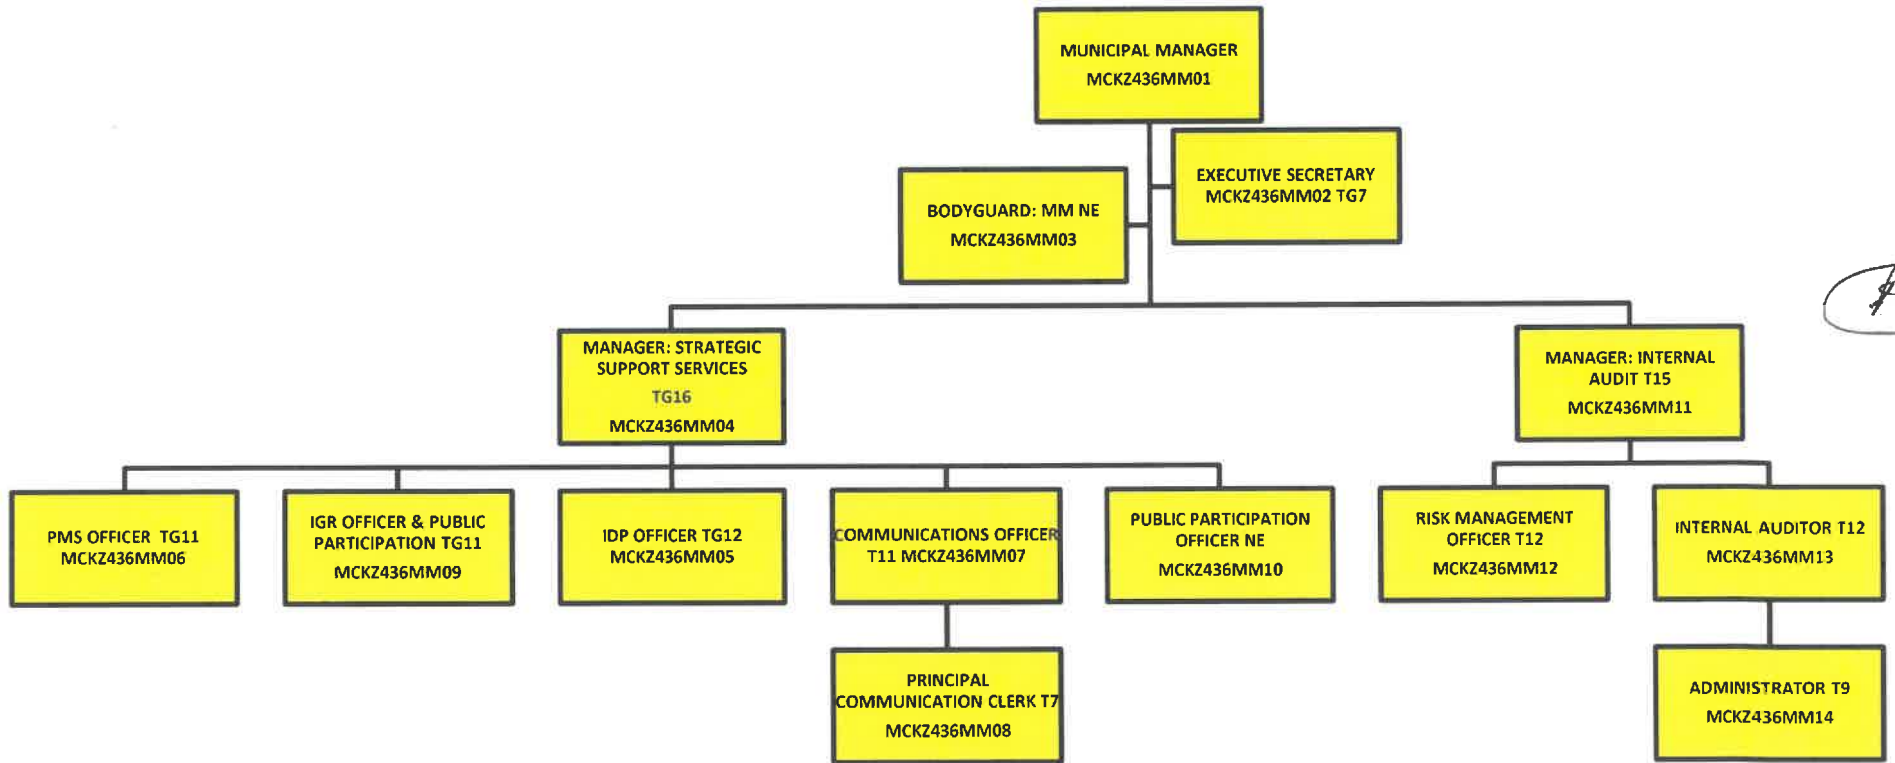 MUNICIPAL MANAGER
MCKZ436MM01
EXECUTIVE SECRETARY
MCKZ436MM02 TG7
BODYGUARD: MM NE
MCKZ436MM03
MANAGER: STRATEGIC
SUPPORT SERVICES
TG16
MCKZ436MM04
MANAGER: INTERNAL
AUDIT T15
MCKZ436MM11
PMS OFFICER TG11
MCKZ436MM06
IGR OFFICER & PUBLIC
PARTICIPATION TG11
MCKZ436MM09
IDP OFFICER TG12
MCKZ436MM05
COMMUNICATIONS OFFICER
T11 MCKZ436MM07
PUBLIC PARTICIPATION
OFFICER NE
MCKZ436MM10
RISK MANAGEMENT
OFFICER T12
MCKZ436MM12
INTERNAL AUDITOR T12
MCKZ436MM13
PRINCIPAL
COMMUNICATION CLERK T7
MCKZ436MM08
ADMINISTRATOR T9
MCKZ436MM14